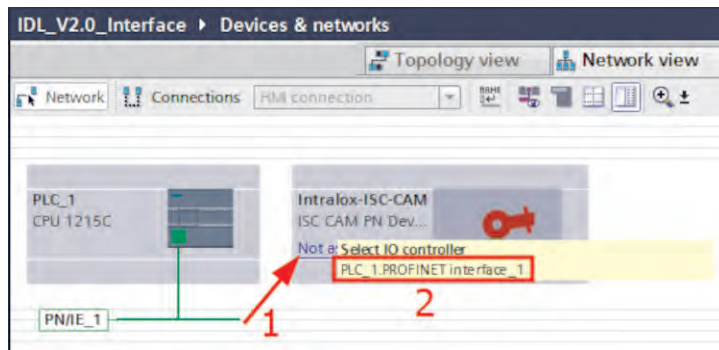 IDL_V2.0_Interface ▸ Devices & networks
Topology view
Network view
Network
Connections
HMI connection
PLC_1
CPU 1215C
Intralox-ISC-CAM
ISC CAM PN Dev...
Not as
Select IO controller
PLC_1.PROFINET interface_1
1
2
PN/IE_1